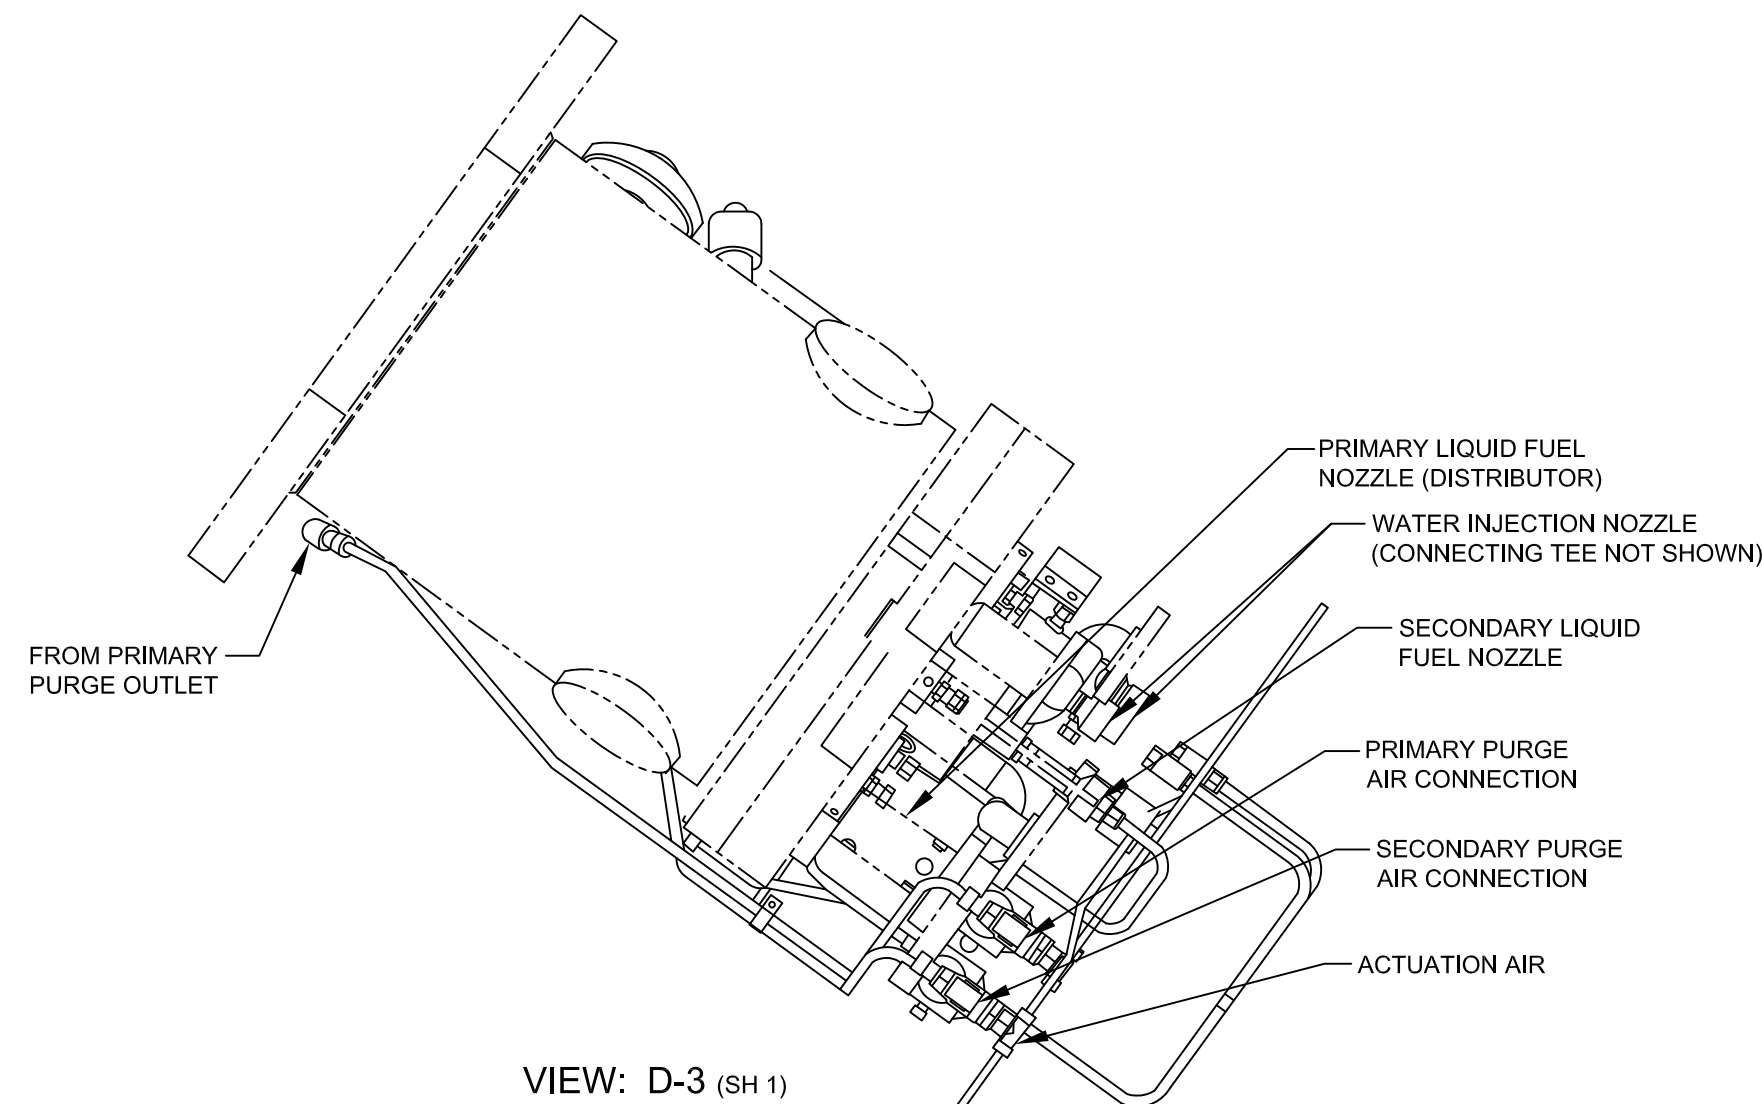 PRIMARY LIQUID FUEL
NOZZLE (DISTRIBUTOR)
WATER INJECTION NOZZLE
(CONNECTING TEE NOT SHOWN)
SECONDARY LIQUID
FUEL NOZZLE
FROM PRIMARY
PURGE OUTLET
PRIMARY PURGE
AIR CONNECTION
SECONDARY PURGE
AIR CONNECTION
ACTUATION AIR
VIEW: D-3 (SH 1)